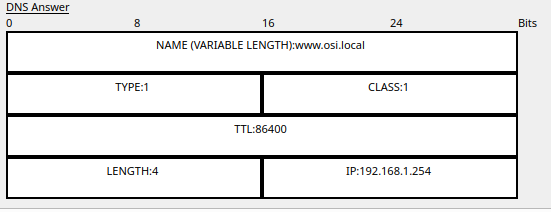 DNS Answer
0 8 16 24 Bits
NAME (VARIABLE LENGTH):www.osi.local
TYPE:1 CLASS:1
TTL:86400
LENGTH:4 IP:192.168.1.254